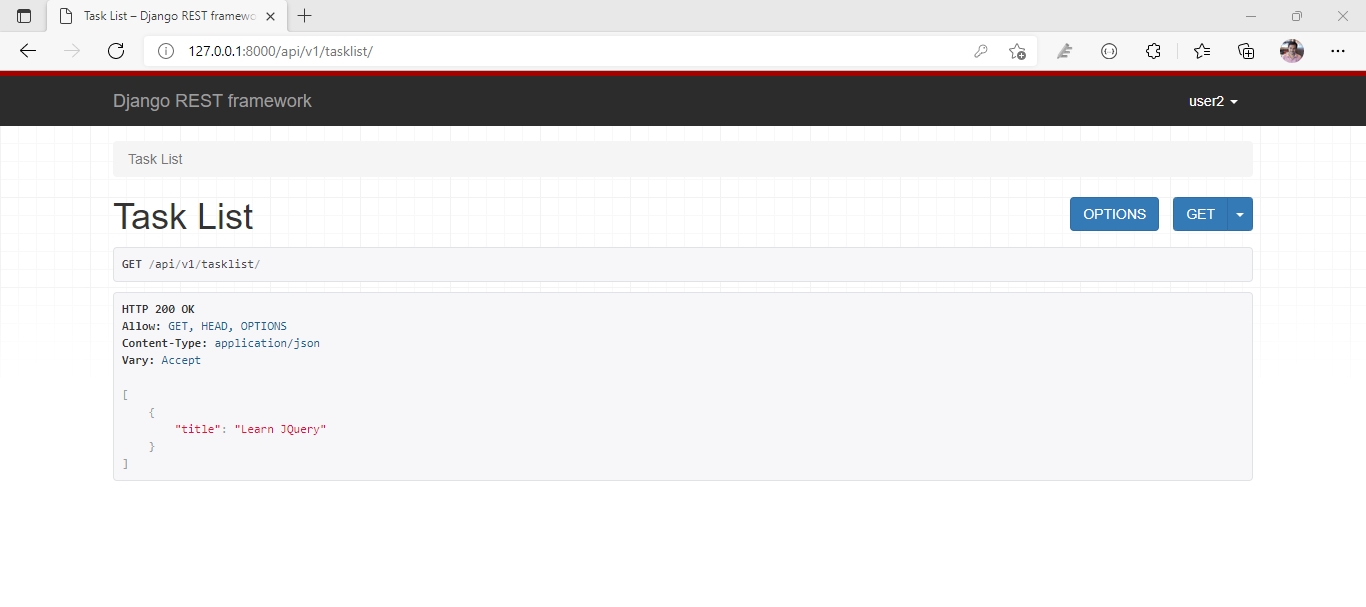 Task List – Django REST framewo
127.0.0.1:8000/api/v1/tasklist/
Django REST framework
user2
Task List
Task List
OPTIONS
GET
GET /api/v1/tasklist/
HTTP 200 OK
Allow: GET, HEAD, OPTIONS
Content-Type: application/json
Vary: Accept
[
{
"title": "Learn JQuery"
}
]